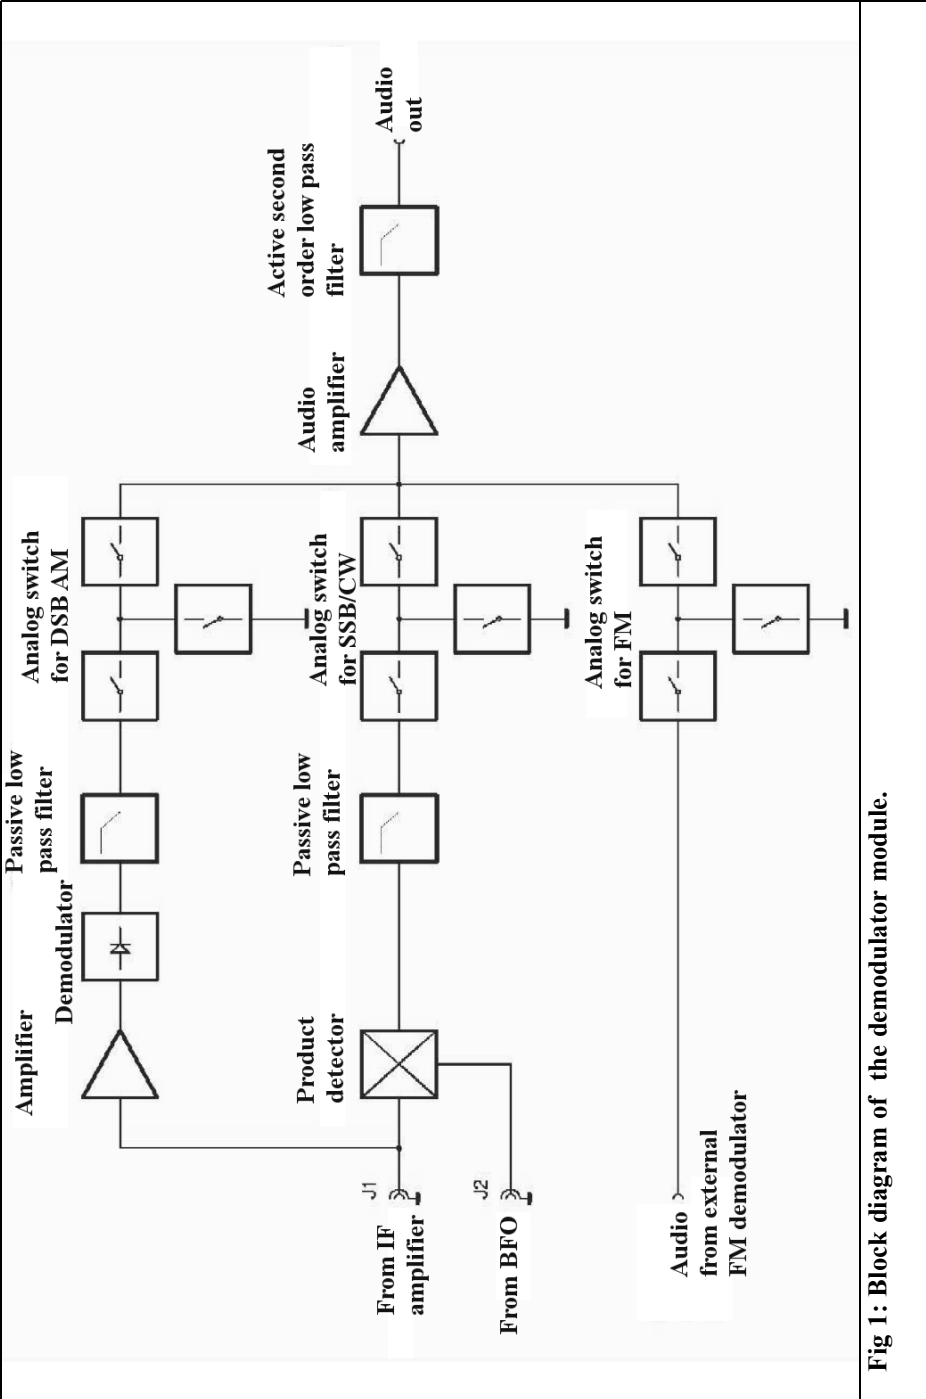 Amplifier
Demodulator
Passive low
pass filter
Analog switch
for DSB AM
Active second
order low pass
filter
Audio
amplifier
Audio
out
Product
detector
Passive low
pass filter
Analog switch
for SSB/CW
J1
From IF
amplifier
J2
From BFO
Analog switch
for FM
Audio
from external
FM demodulator
Fig 1: Block diagram of the demodulator module.